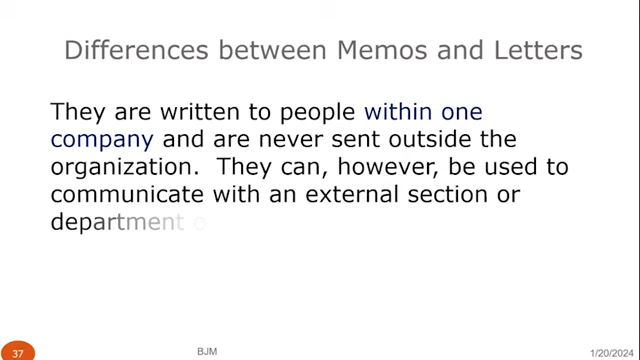 Differences between Memos and Letters
They are written to people within one
company and are never sent outside the
organization. They can, however, be used to
communicate with an external section or
department o
37
BJM
1/20/2024